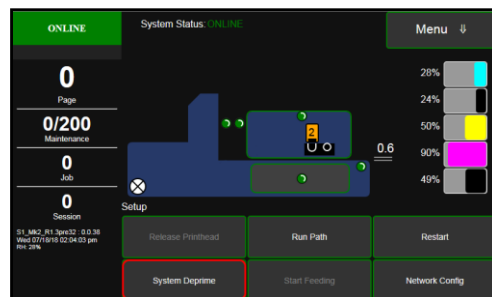 ONLINE
System Status: ONLINE
Menu ⇩
0
Page
0/200
Maintenance
0
Job
0
Session
S1_Mk2_R1.3pre32 : 0.0.38
Wed 07/18/18 02:04:03 pm
RH: 28%
2
0.6
28%
24%
50%
90%
49%
Setup
Release Printhead
Run Path
Restart
System Deprime
Start Feeding
Network Config